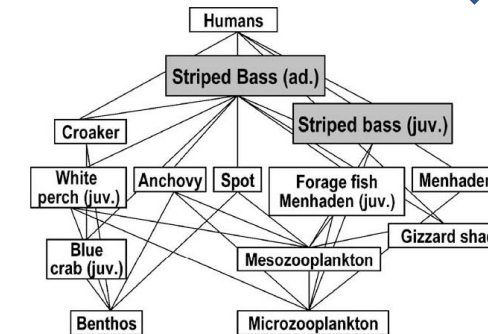 Humans
Striped Bass (ad.)
Striped bass (juv.)
Croaker
White
perch (juv.)
Anchovy
Spot
Forage fish
Menhaden (juv.)
Menhaden
Gizzard shad
Blue
crab (juv.)
Mesozooplankton
Benthos
Microzooplankton